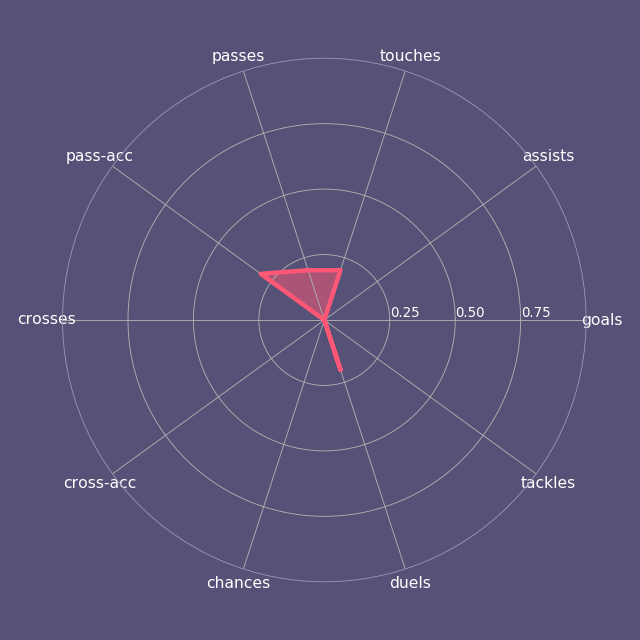 passes
touches
pass-acc
assists
crosses
0.25
0.50
0.75
goals
cross-acc
tackles
chances
duels